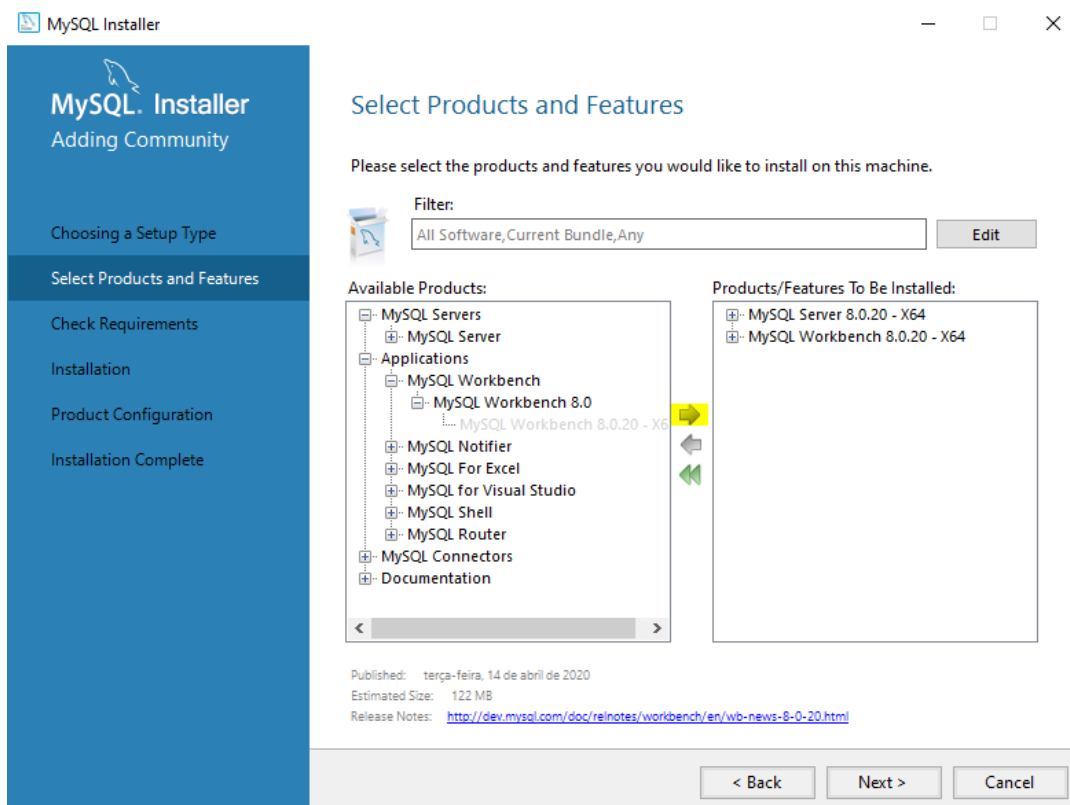 MySQL Installer
MySQL. Installer
Adding Community
Choosing a Setup Type
Select Products and Features
Check Requirements
Installation
Product Configuration
Installation Complete
Select Products and Features
Please select the products and features you would like to install on this machine.
Filter:
All Software,Current Bundle,Any
Edit
Available Products:
MySQL Servers
MySQL Server
Applications
MySQL Workbench
MySQL Workbench 8.0
MySQL Workbench 8.0.20 - X6
MySQL Notifier
MySQL For Excel
MySQL for Visual Studio
MySQL Shell
MySQL Router
MySQL Connectors
Documentation
Products/Features To Be Installed:
MySQL Server 8.0.20 - X64
MySQL Workbench 8.0.20 - X64
Published: terça-feira, 14 de abril de 2020
Estimated Size: 122 MB
Release Notes: http://dev.mysql.com/doc/relnotes/workbench/en/wb-news-8-0-20.html
< Back
Next >
Cancel